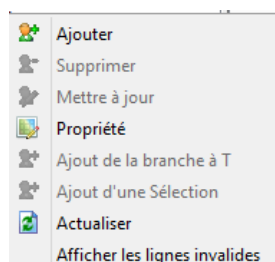 Ajouter
Supprimer
Mettre à jour
Propriété
Ajout de la branche à T
Ajout d'une Sélection
Actualiser
Afficher les lignes invalides